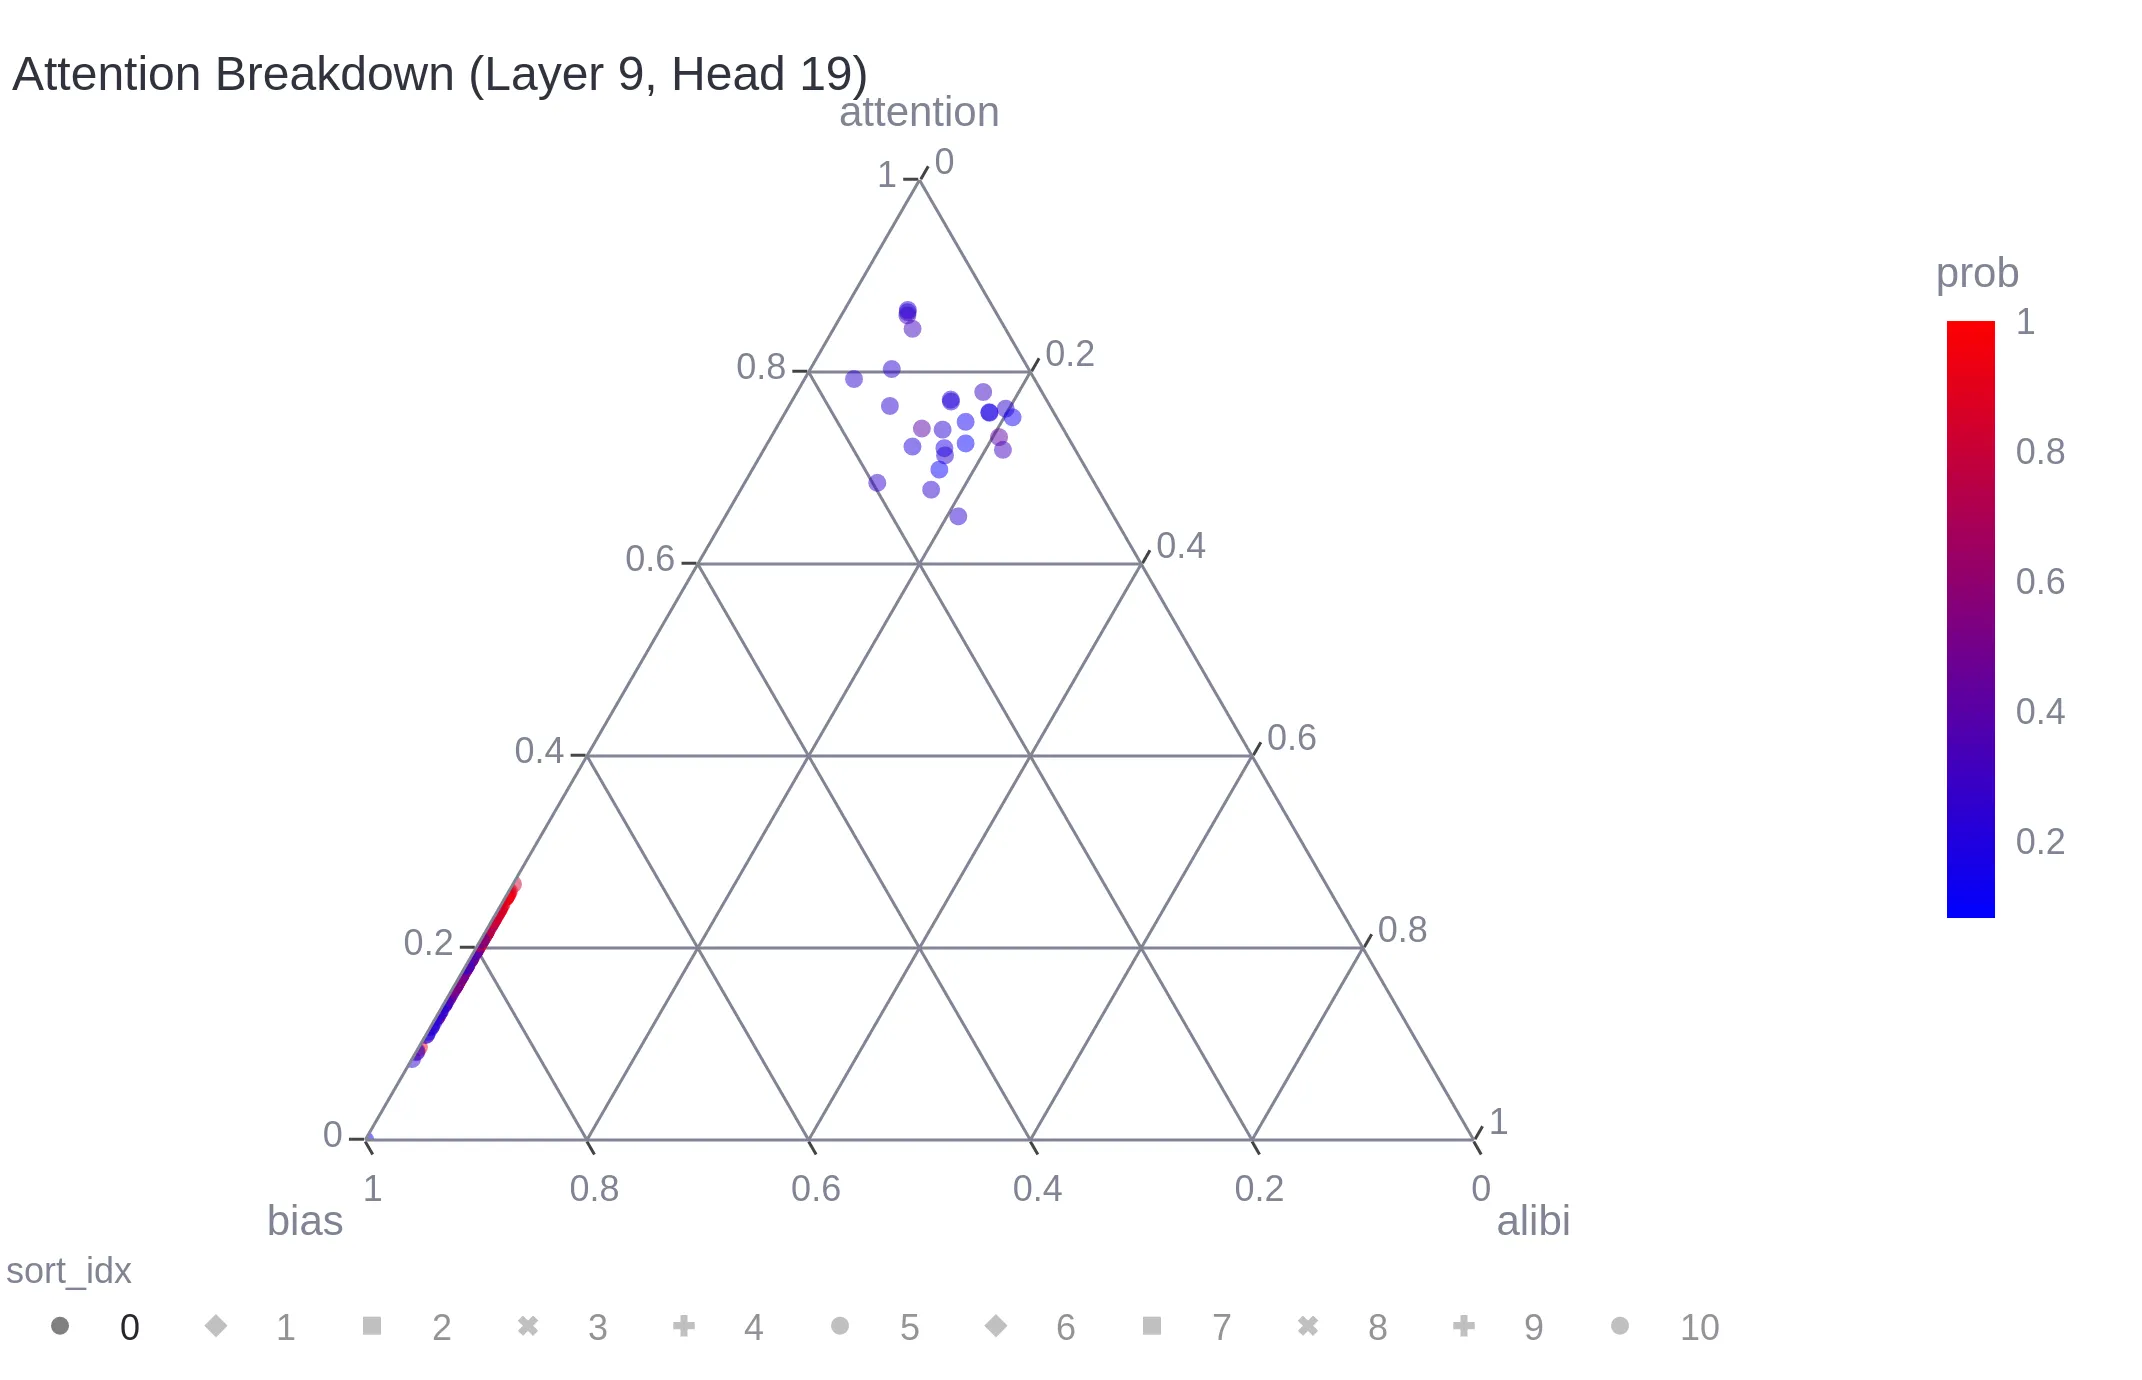 Attention Breakdown (Layer 9, Head 19)
attention
1 0
0.8 0.2
0.6 0.4
0.4 0.6
0.2 0.8
0 1
1 0.8 0.6 0.4 0.2 0
bias alibi
prob
1
0.8
0.6
0.4
0.2
sort_idx
0 1 2 3 4 5 6 7 8 9 10